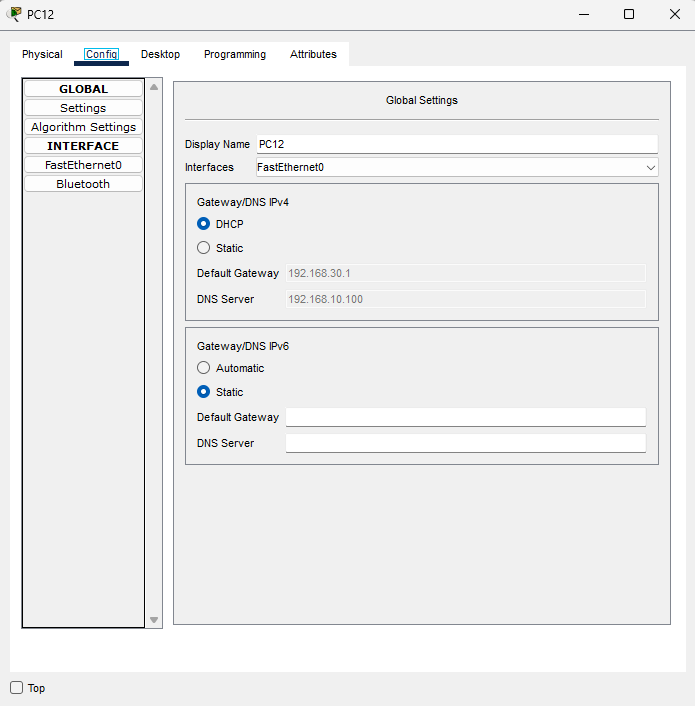 PC12
Physical Config Desktop Programming Attributes
GLOBAL
Settings
Algorithm Settings
INTERFACE
FastEthernet0
Bluetooth
Global Settings
Display Name PC12
Interfaces FastEthernet0
Gateway/DNS IPv4
DHCP
Static
Default Gateway 192.168.30.1
DNS Server 192.168.10.100
Gateway/DNS IPv6
Automatic
Static
Default Gateway
DNS Server
Top